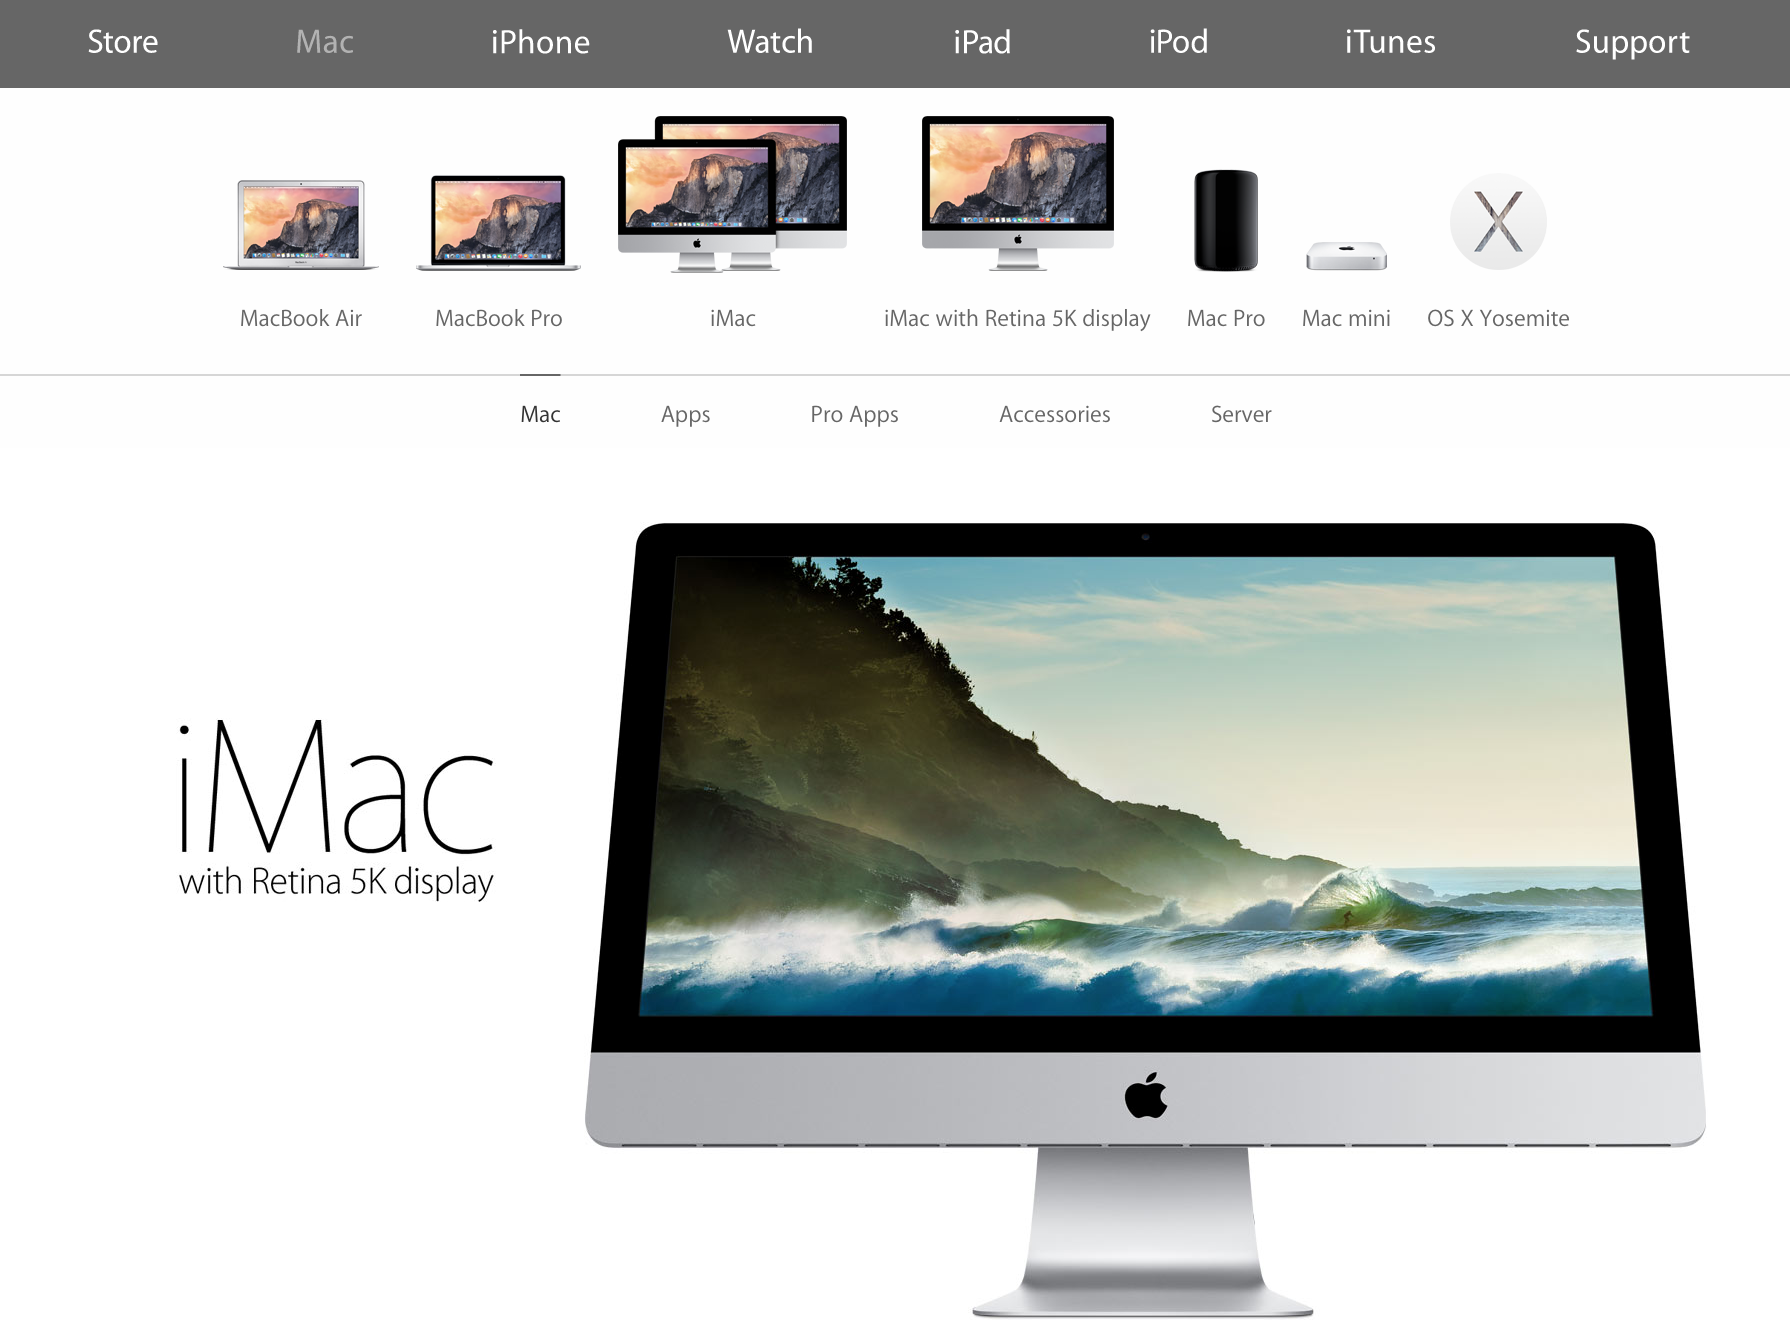 Store Mac iPhone Watch iPad iPod iTunes Support
MacBook Air MacBook Pro iMac iMac with Retina 5K display Mac Pro Mac mini OS X Yosemite
Mac Apps Pro Apps Accessories Server
iMac
with Retina 5K display